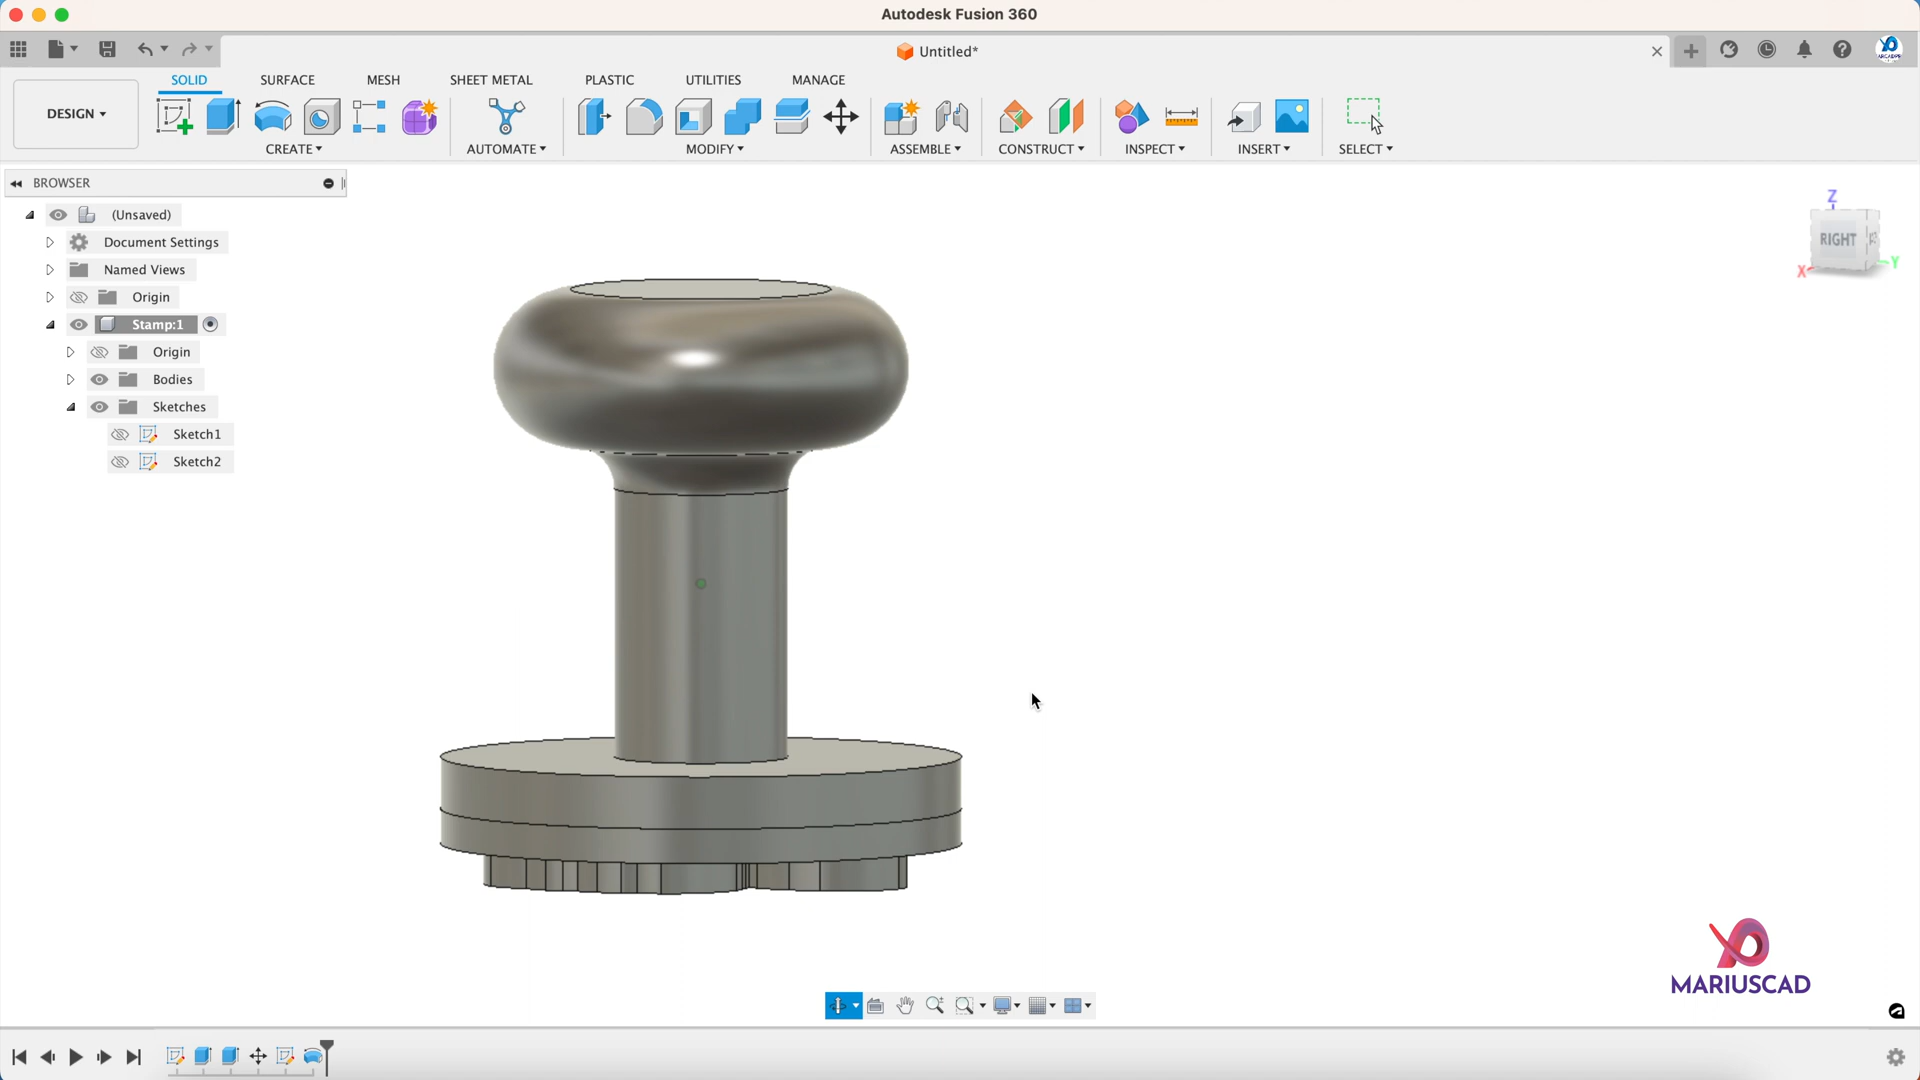 Autodesk Fusion 360
Untitled*
SOLID
SURFACE
MESH
SHEET METAL
PLASTIC
UTILITIES
MANAGE
DESIGN
CREATE
AUTOMATE
MODIFY
ASSEMBLE
CONSTRUCT
INSPECT
INSERT
SELECT
BROWSER
(Unsaved)
Document Settings
Named Views
Origin
Stamp:1
Origin
Bodies
Sketches
Sketch1
Sketch2
Z
RIGHT
X
Y
MARIUSCAD